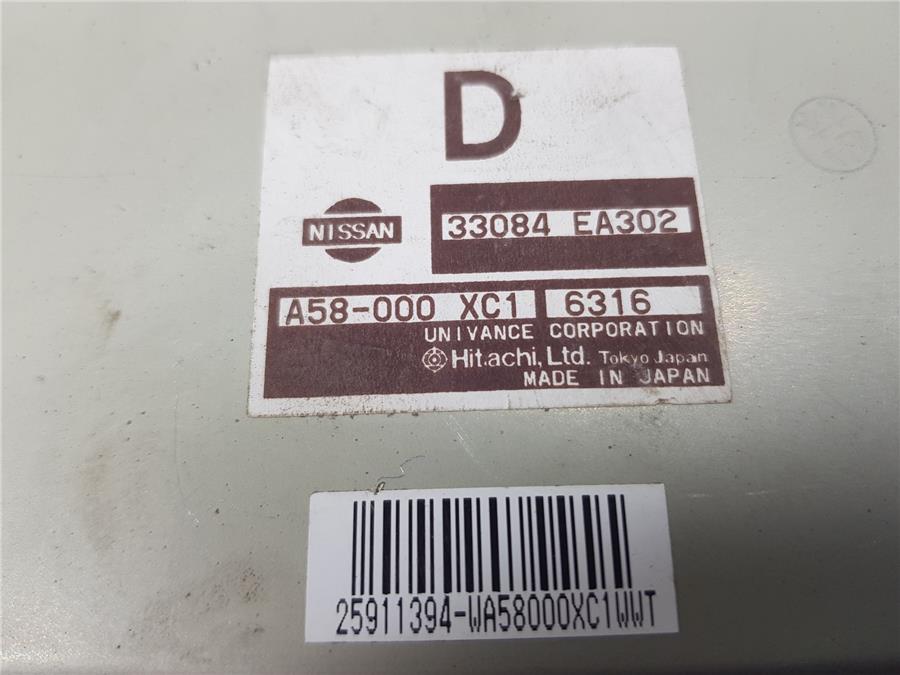 D
NISSAN
33084 EA302
A58-000 XC1 6316
UNIVANCE CORPORATION
Hitachi, Ltd. Tokyo Japan
MADE IN JAPAN
25911394-WA58000XC1WWT